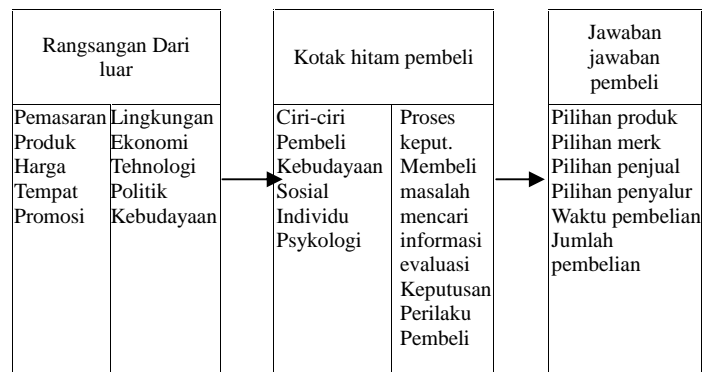 Rangsangan Dari
luar
Pemasaran
Produk
Harga
Tempat
Promosi
Lingkungan
Ekonomi
Tehnologi
Politik
Kebudayaan
Kotak hitam pembeli
Ciri-ciri
Pembeli
Kebudayaan
Sosial
Individu
Psykologi
Proses
keput.
Membeli
masalah
mencari
informasi
evaluasi
Keputusan
Perilaku
Pembeli
Jawaban
jawaban
pembeli
Pilihan produk
Pilihan merk
Pilihan penjual
Pilihan penyalur
Waktu pembelian
Jumlah
pembelian